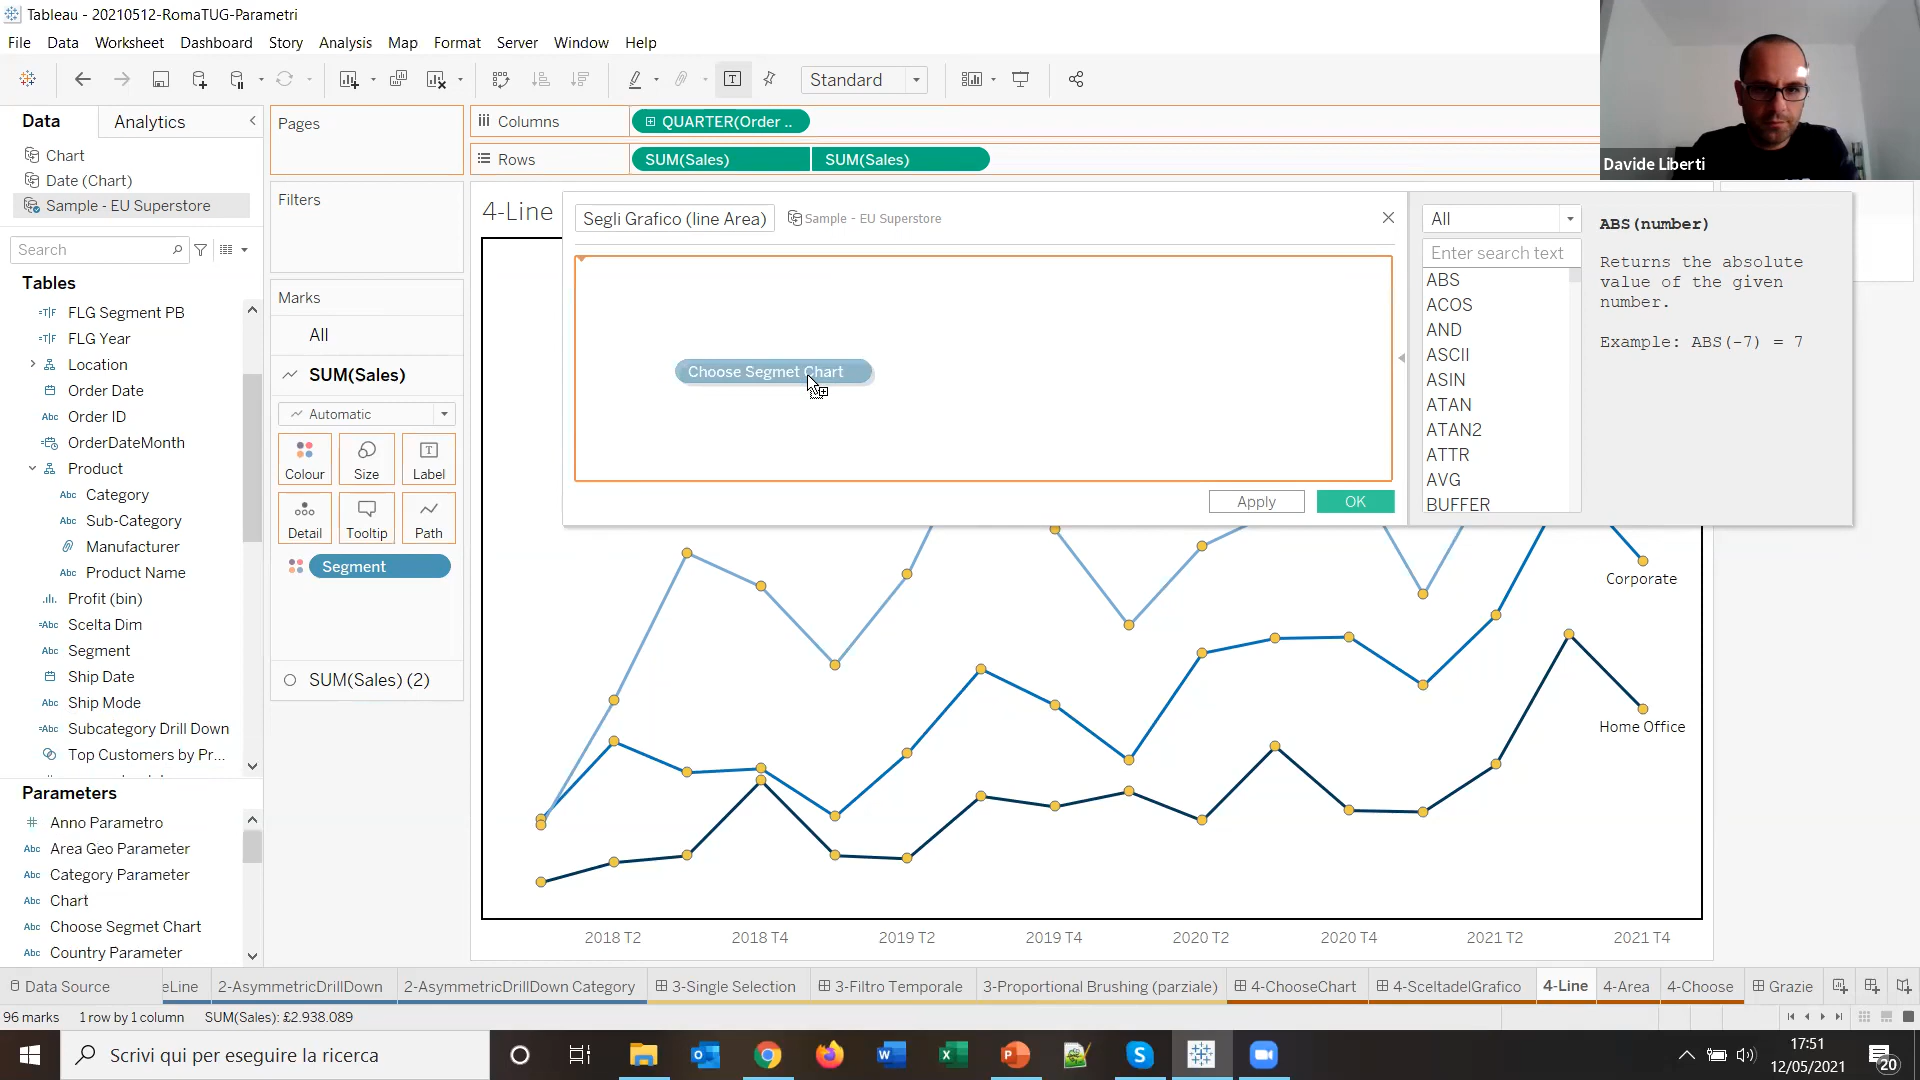 Tableau - 20210512-RomaTUG-Parametri
File Data Worksheet Dashboard Story Analysis Map Format Server Window Help
Standard
Davide Liberti
Data Analytics
Chart
Date (Chart)
Sample - EU Superstore
Search
Tables
FLG Segment PB
FLG Year
Location
Order Date
Order ID
OrderDateMonth
Product
Category
Sub-Category
Manufacturer
Product Name
Profit (bin)
Scelta Dim
Segment
Ship Date
Ship Mode
Subcategory Drill Down
Top Customers by Pr...
Parameters
Anno Parametro
Area Geo Parameter
Category Parameter
Chart
Choose Segmet Chart
Country Parameter
Pages
Filters
Marks
All
SUM(Sales)
Automatic
Colour Size Label
Detail Tooltip Path
Segment
SUM(Sales) (2)
Columns QUARTER(Order ..
Rows SUM(Sales) SUM(Sales)
4-Line
Segli Grafico (line Area) Sample - EU Superstore
Choose Segmet Chart
Apply OK
All
Enter search text
ABS
ACOS
AND
ASCII
ASIN
ATAN
ATAN2
ATTR
AVG
BUFFER
ABS(number)
Returns the absolute
value of the given
number.
Example: ABS(-7) = 7
Corporate
Home Office
2018 T2 2018 T4 2019 T2 2019 T4 2020 T2 2020 T4 2021 T2 2021 T4
Data Source eLine 2-AsymmetricDrillDown 2-AsymmetricDrillDown Category 3-Single Selection 3-Filtro Temporale 3-Proportional Brushing (parziale) 4-ChooseChart 4-SceltadelGrafico 4-Line 4-Area 4-Choose Grazie
96 marks 1 row by 1 column SUM(Sales): £2.938.089
Scrivi qui per eseguire la ricerca
17:51
12/05/2021
20